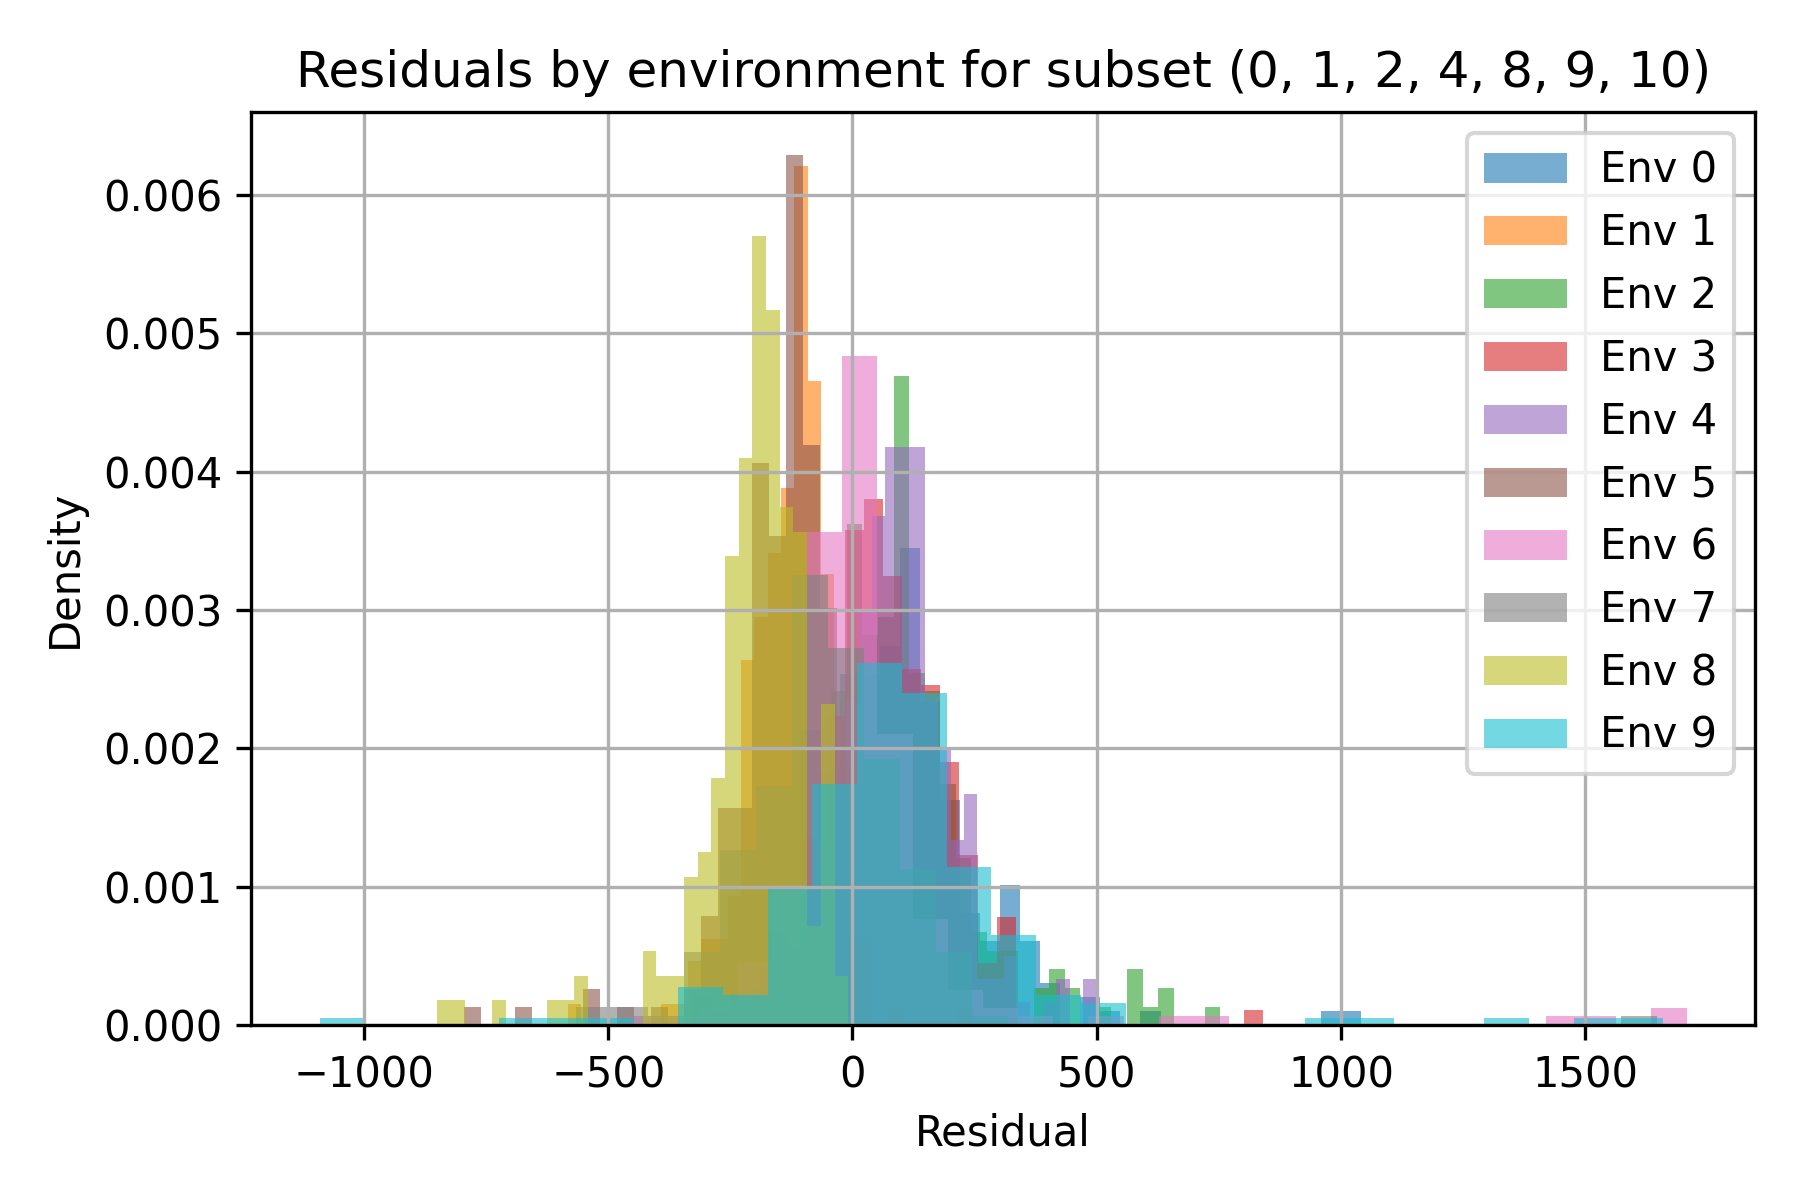 Residuals by environment for subset (0, 1, 2, 4, 8, 9, 10)
Env 0
Env 1
Env 2
Env 3
Env 4
Env 5
Env 6
Env 7
Env 8
Env 9
Density
0.006
0.005
0.004
0.003
0.002
0.001
0.000
−1000
−500
0
500
1000
1500
Residual